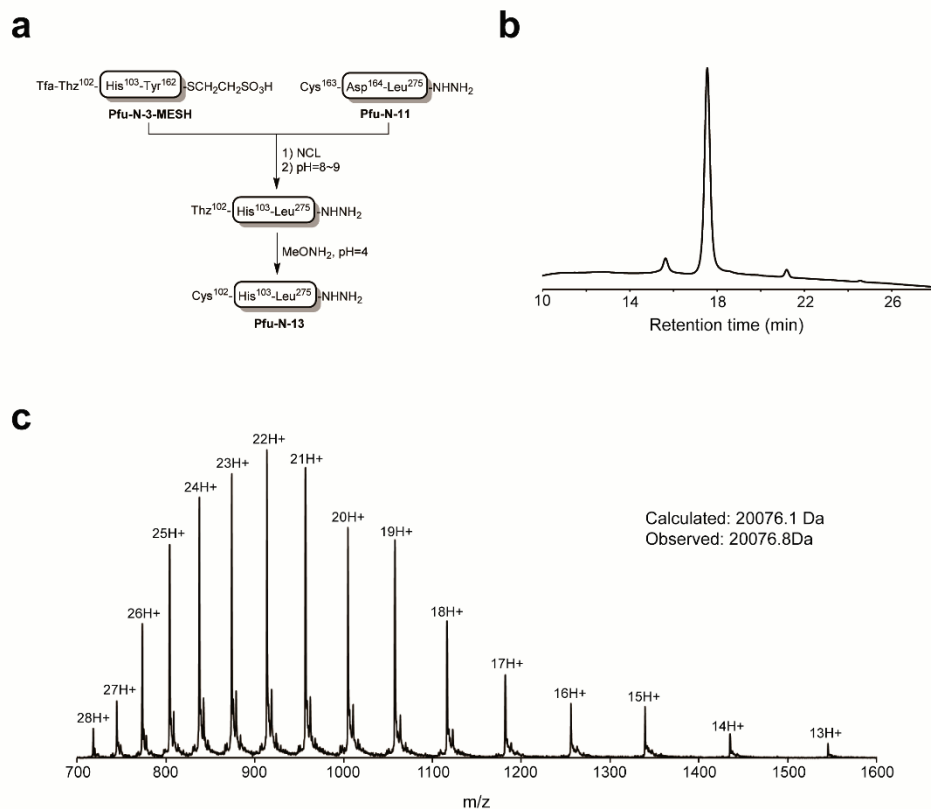 a
Tfa-Thz102- His103-Tyr162 -SCH2CH2SO3H
Pfu-N-3-MESH
Cys163- Asp164-Leu275 -NHNH2
Pfu-N-11
1) NCL
2) pH=8~9
Thz102- His103-Leu275 -NHNH2
MeONH2, pH=4
Cys102- His103-Leu275 -NHNH2
Pfu-N-13
b
10 14 18 22 26
Retention time (min)
c
28H+
27H+
26H+
25H+
24H+
23H+
22H+
21H+
20H+
19H+
18H+
17H+
16H+
15H+
14H+
13H+
Calculated: 20076.1 Da
Observed: 20076.8Da
700 800 900 1000 1100 1200 1300 1400 1500 1600
m/z